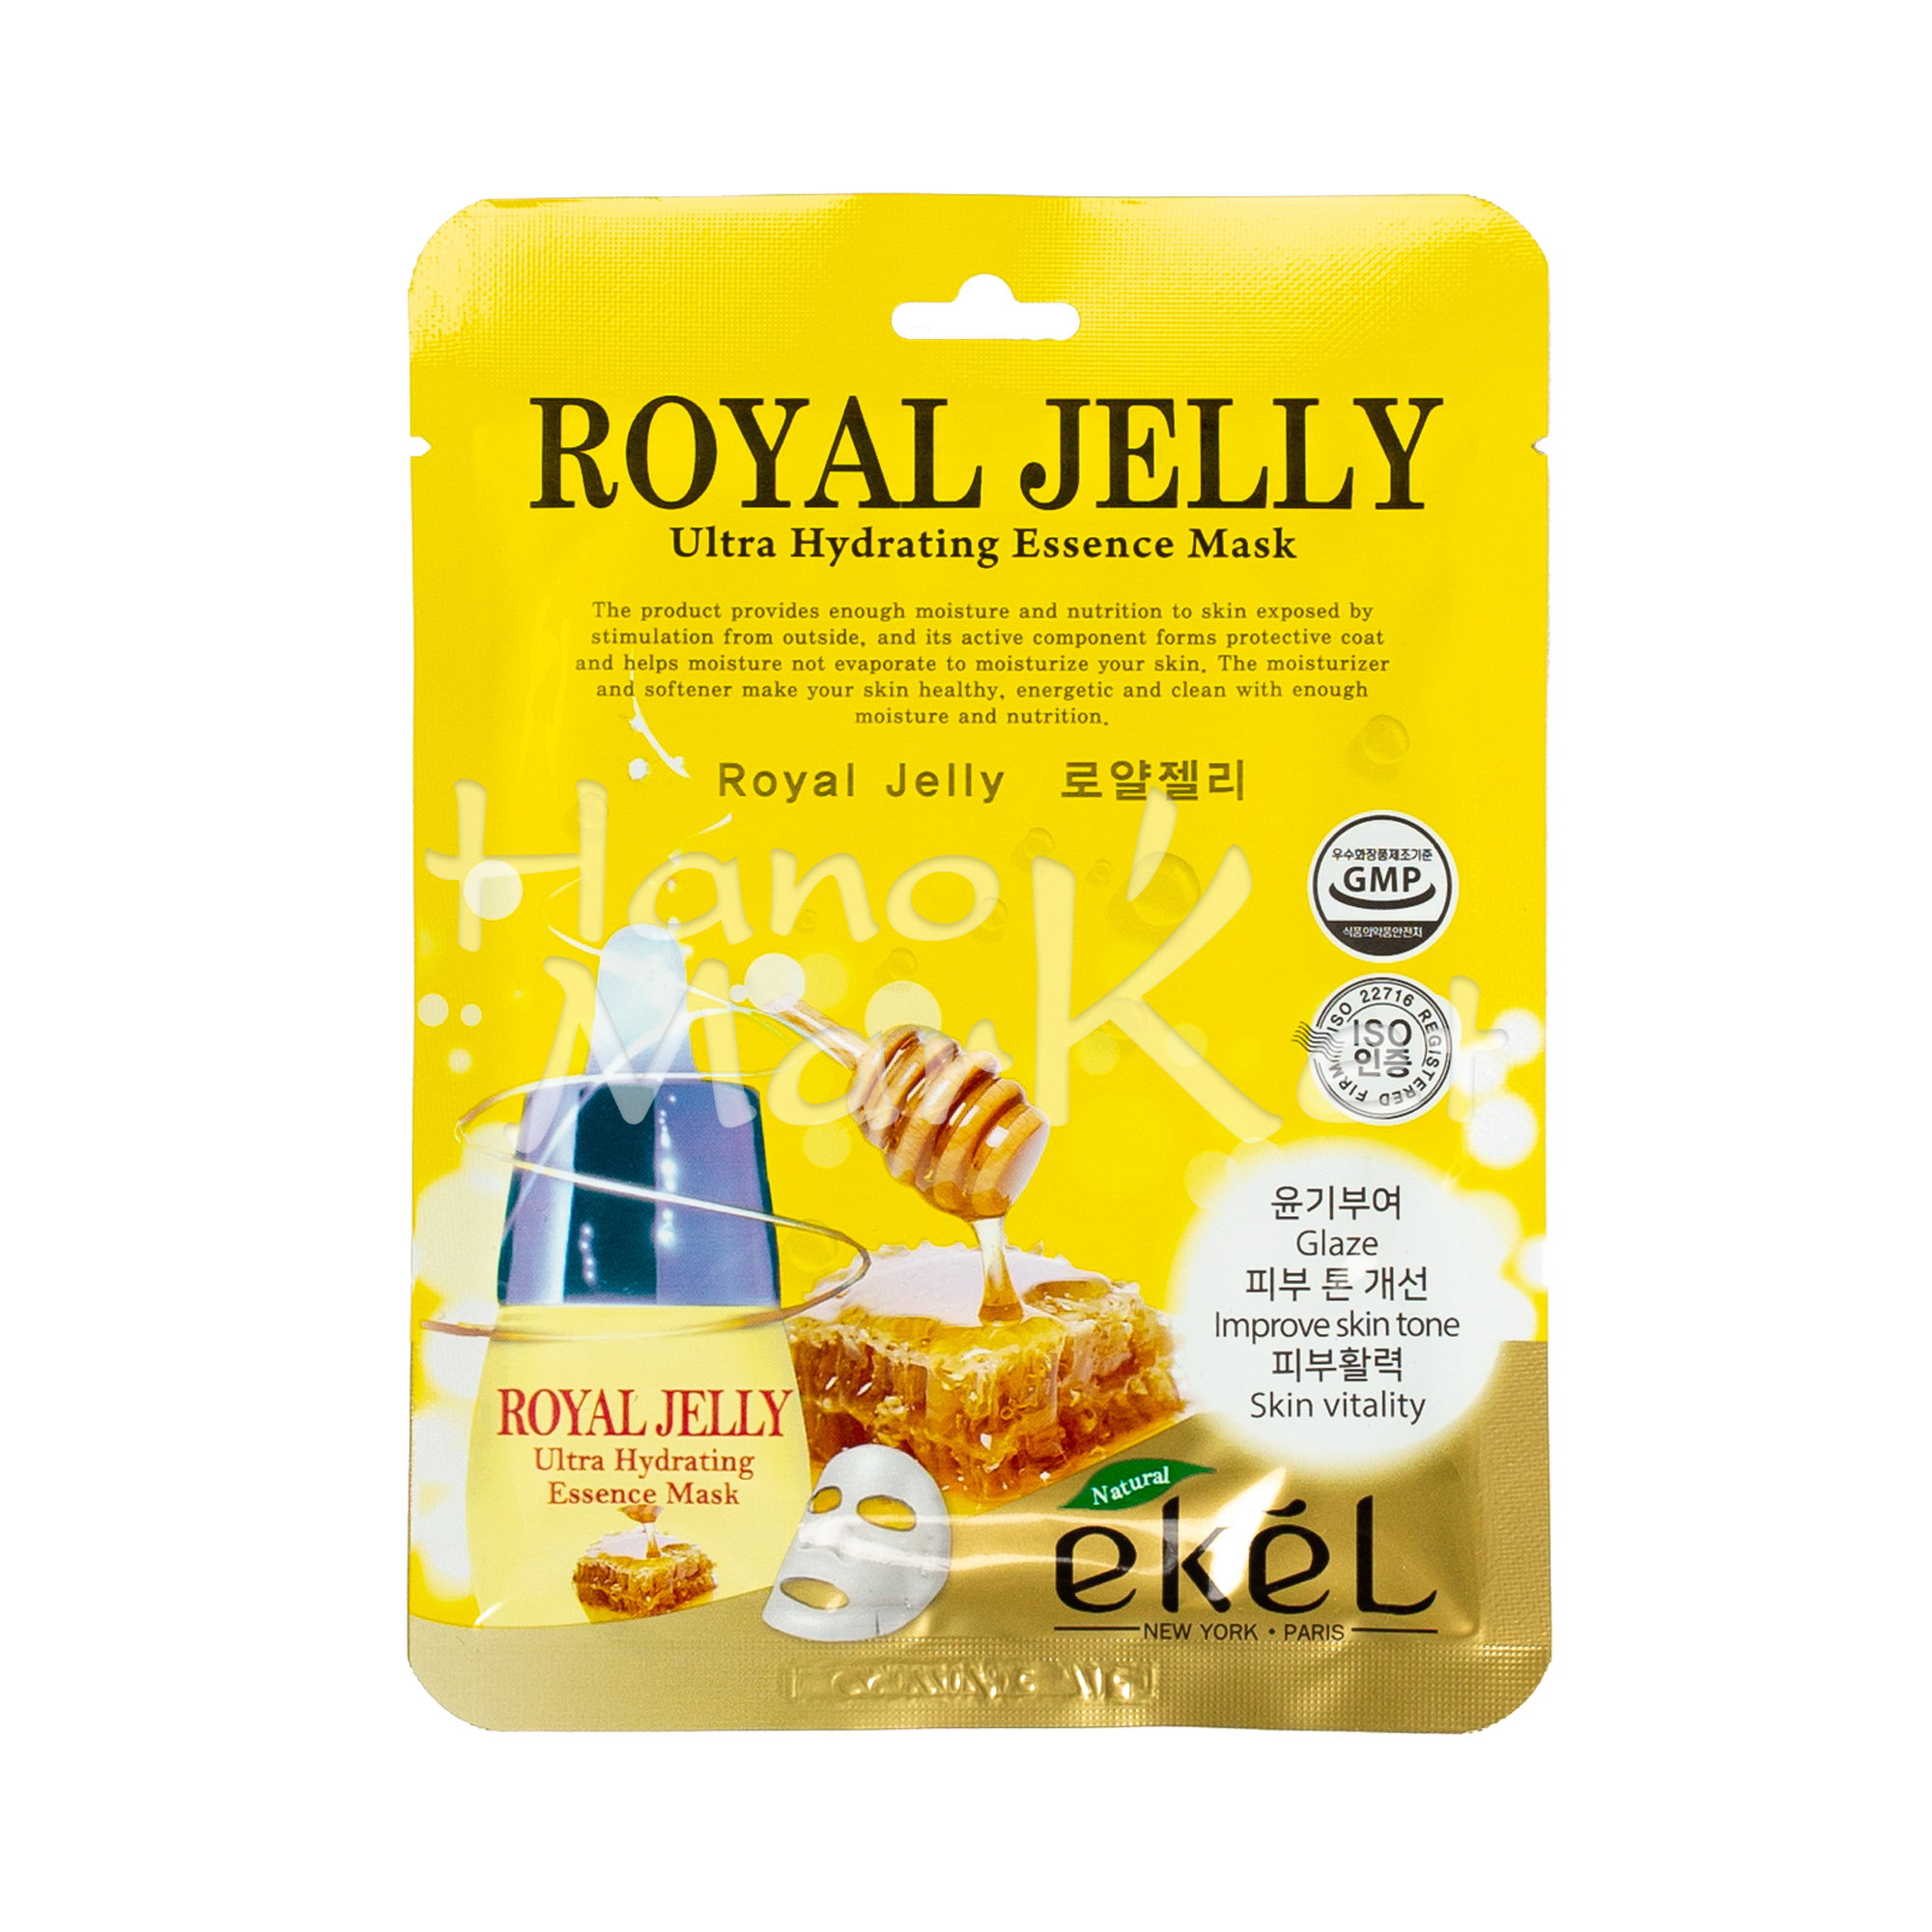 ROYAL JELLY
Ultra Hydrating Essence Mask
The product provides enough moisture and nutrition to skin exposed by
stimulation from outside, and its active component forms protective coat
and helps moisture not evaporate to moisturize your skin. The moisturizer
and softener make your skin healthy, energetic and clean with enough
moisture and nutrition.
Royal Jelly 로얄젤리
HanoK
MarKet
우수화장품제조기준
GMP
식품의약품안전처
ISO 22716 REGISTERED FIRM
ISO
인증
윤기부여
Glaze
피부 톤 개선
Improve skin tone
피부활력
Skin vitality
ROYAL JELLY
Ultra Hydrating
Essence Mask
Natural
ekéL
NEW YORK • PARIS